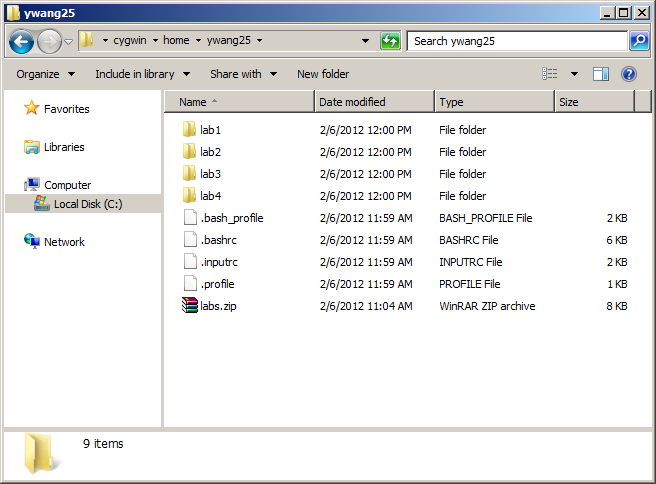 ywang25
cygwin home ywang25 Search ywang25
Organize Include in library Share with New folder
Name Date modified Type Size
Favorites
Libraries
Computer
Local Disk (C:)
Network
lab1 2/6/2012 12:00 PM File folder
lab2 2/6/2012 12:00 PM File folder
lab3 2/6/2012 12:00 PM File folder
lab4 2/6/2012 12:00 PM File folder
.bash_profile 2/6/2012 11:59 AM BASH_PROFILE File 2 KB
.bashrc 2/6/2012 11:59 AM BASHRC File 6 KB
.inputrc 2/6/2012 11:59 AM INPUTRC File 2 KB
.profile 2/6/2012 11:59 AM PROFILE File 1 KB
labs.zip 2/6/2012 11:04 AM WinRAR ZIP archive 8 KB
9 items